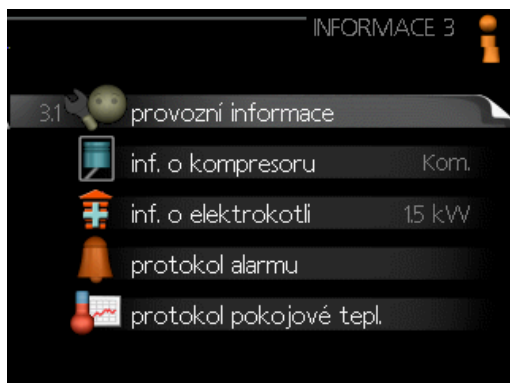 INFORMACE 3
3.1 provozní informace
inf. o kompresoru Kom.
inf. o elektrokotli 1.5 kW
protokol alarmu
protokol pokojové tepl.